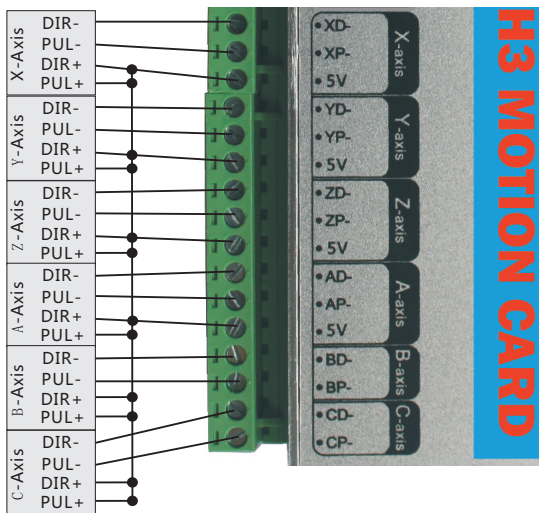 X-Axis
DIR-
PUL-
DIR+
PUL+
Y-Axis
DIR-
PUL-
DIR+
PUL+
Z-Axis
DIR-
PUL-
DIR+
PUL+
A-Axis
DIR-
PUL-
DIR+
PUL+
B-Axis
DIR-
PUL-
DIR+
PUL+
C-Axis
DIR-
PUL-
DIR+
PUL+
XD-
XP-
5V
X-axis
YD-
YP-
5V
Y-axis
ZD-
ZP-
5V
Z-axis
AD-
AP-
5V
A-axis
BD-
BP-
B-axis
CD-
CP-
C-axis
H3 MOTION CARD